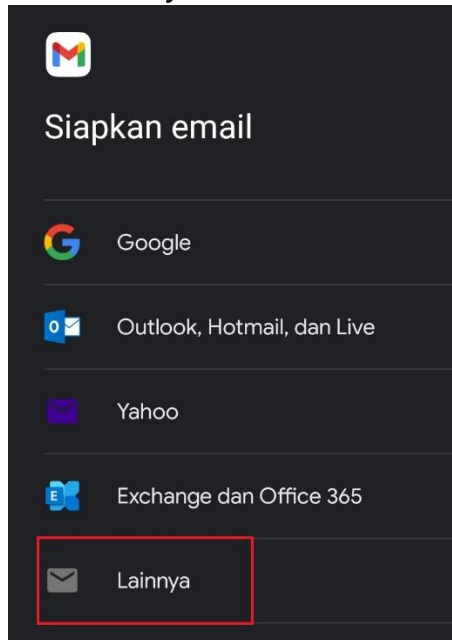 Siapkan email
Google
Outlook, Hotmail, dan Live
Yahoo
Exchange dan Office 365
Lainnya